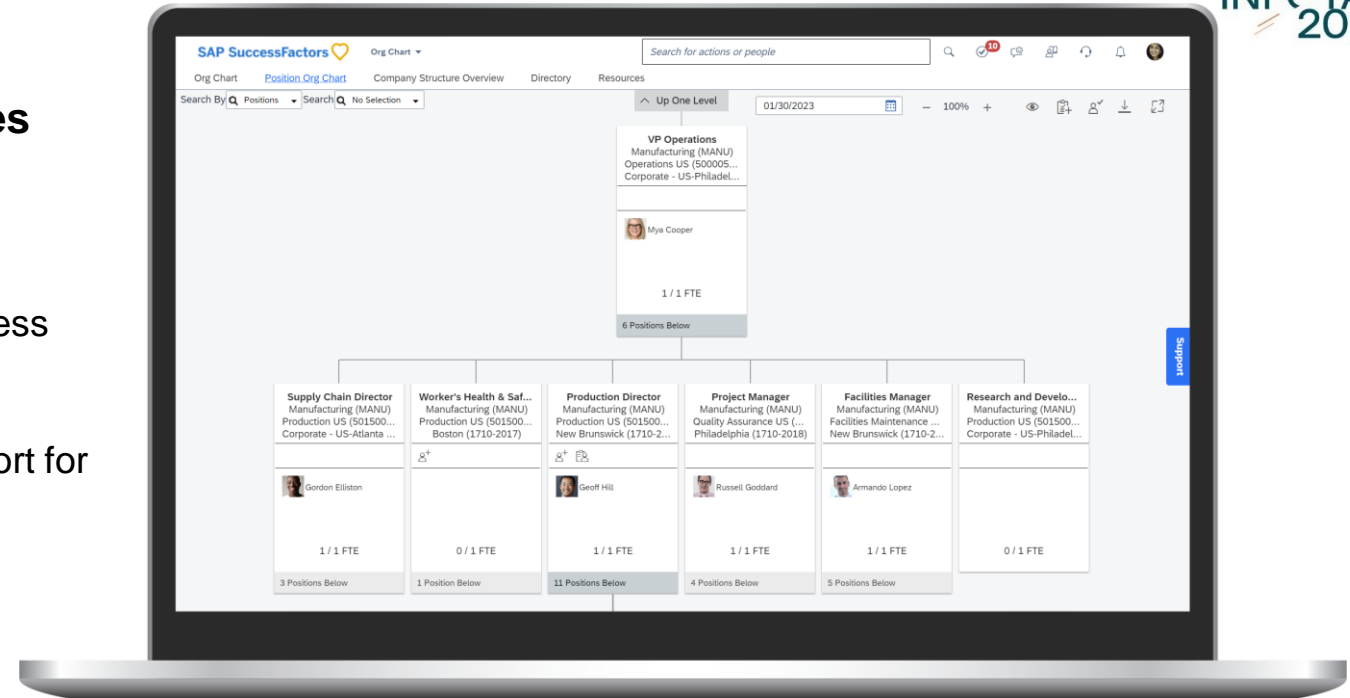 20
es
ess
ort for
SAP SuccessFactors
Org Chart
Search for actions or people
10
Org Chart
Position Org Chart
Company Structure Overview
Directory
Resources
Search By
Positions
Search
No Selection
Up One Level
01/30/2023
100%
VP Operations
Manufacturing (MANU)
Operations US (500005...
Corporate - US-Philadel...
Mya Cooper
1 / 1 FTE
6 Positions Below
Support
Supply Chain Director
Manufacturing (MANU)
Production US (501500...
Corporate - US-Atlanta ...
Gordon Elliston
1 / 1 FTE
3 Positions Below
Worker's Health & Saf...
Manufacturing (MANU)
Production US (501500...
Boston (1710-2017)
0 / 1 FTE
1 Position Below
Production Director
Manufacturing (MANU)
Production US (501500...
New Brunswick (1710-2...
Geoff Hill
1 / 1 FTE
11 Positions Below
Project Manager
Manufacturing (MANU)
Quality Assurance US (...
Philadelphia (1710-2018)
Russell Goddard
1 / 1 FTE
4 Positions Below
Facilities Manager
Manufacturing (MANU)
Facilities Maintenance ...
New Brunswick (1710-2...
Armando Lopez
1 / 1 FTE
5 Positions Below
Research and Develo...
Manufacturing (MANU)
Production US (501500...
Corporate - US-Philadel...
0 / 1 FTE